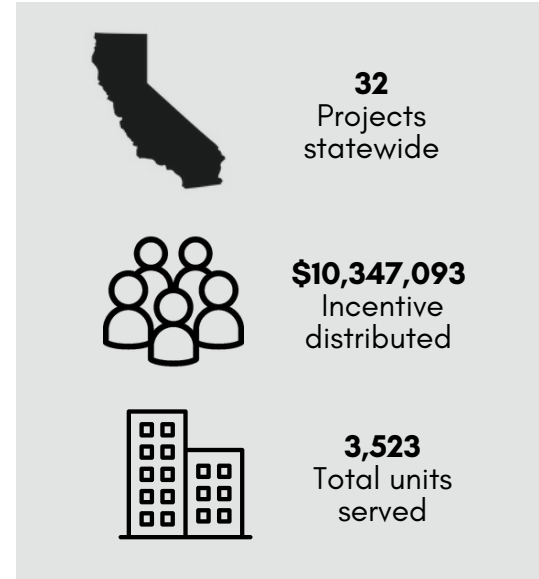 32
Projects
statewide
$10,347,093
Incentive
distributed
3,523
Total units
served